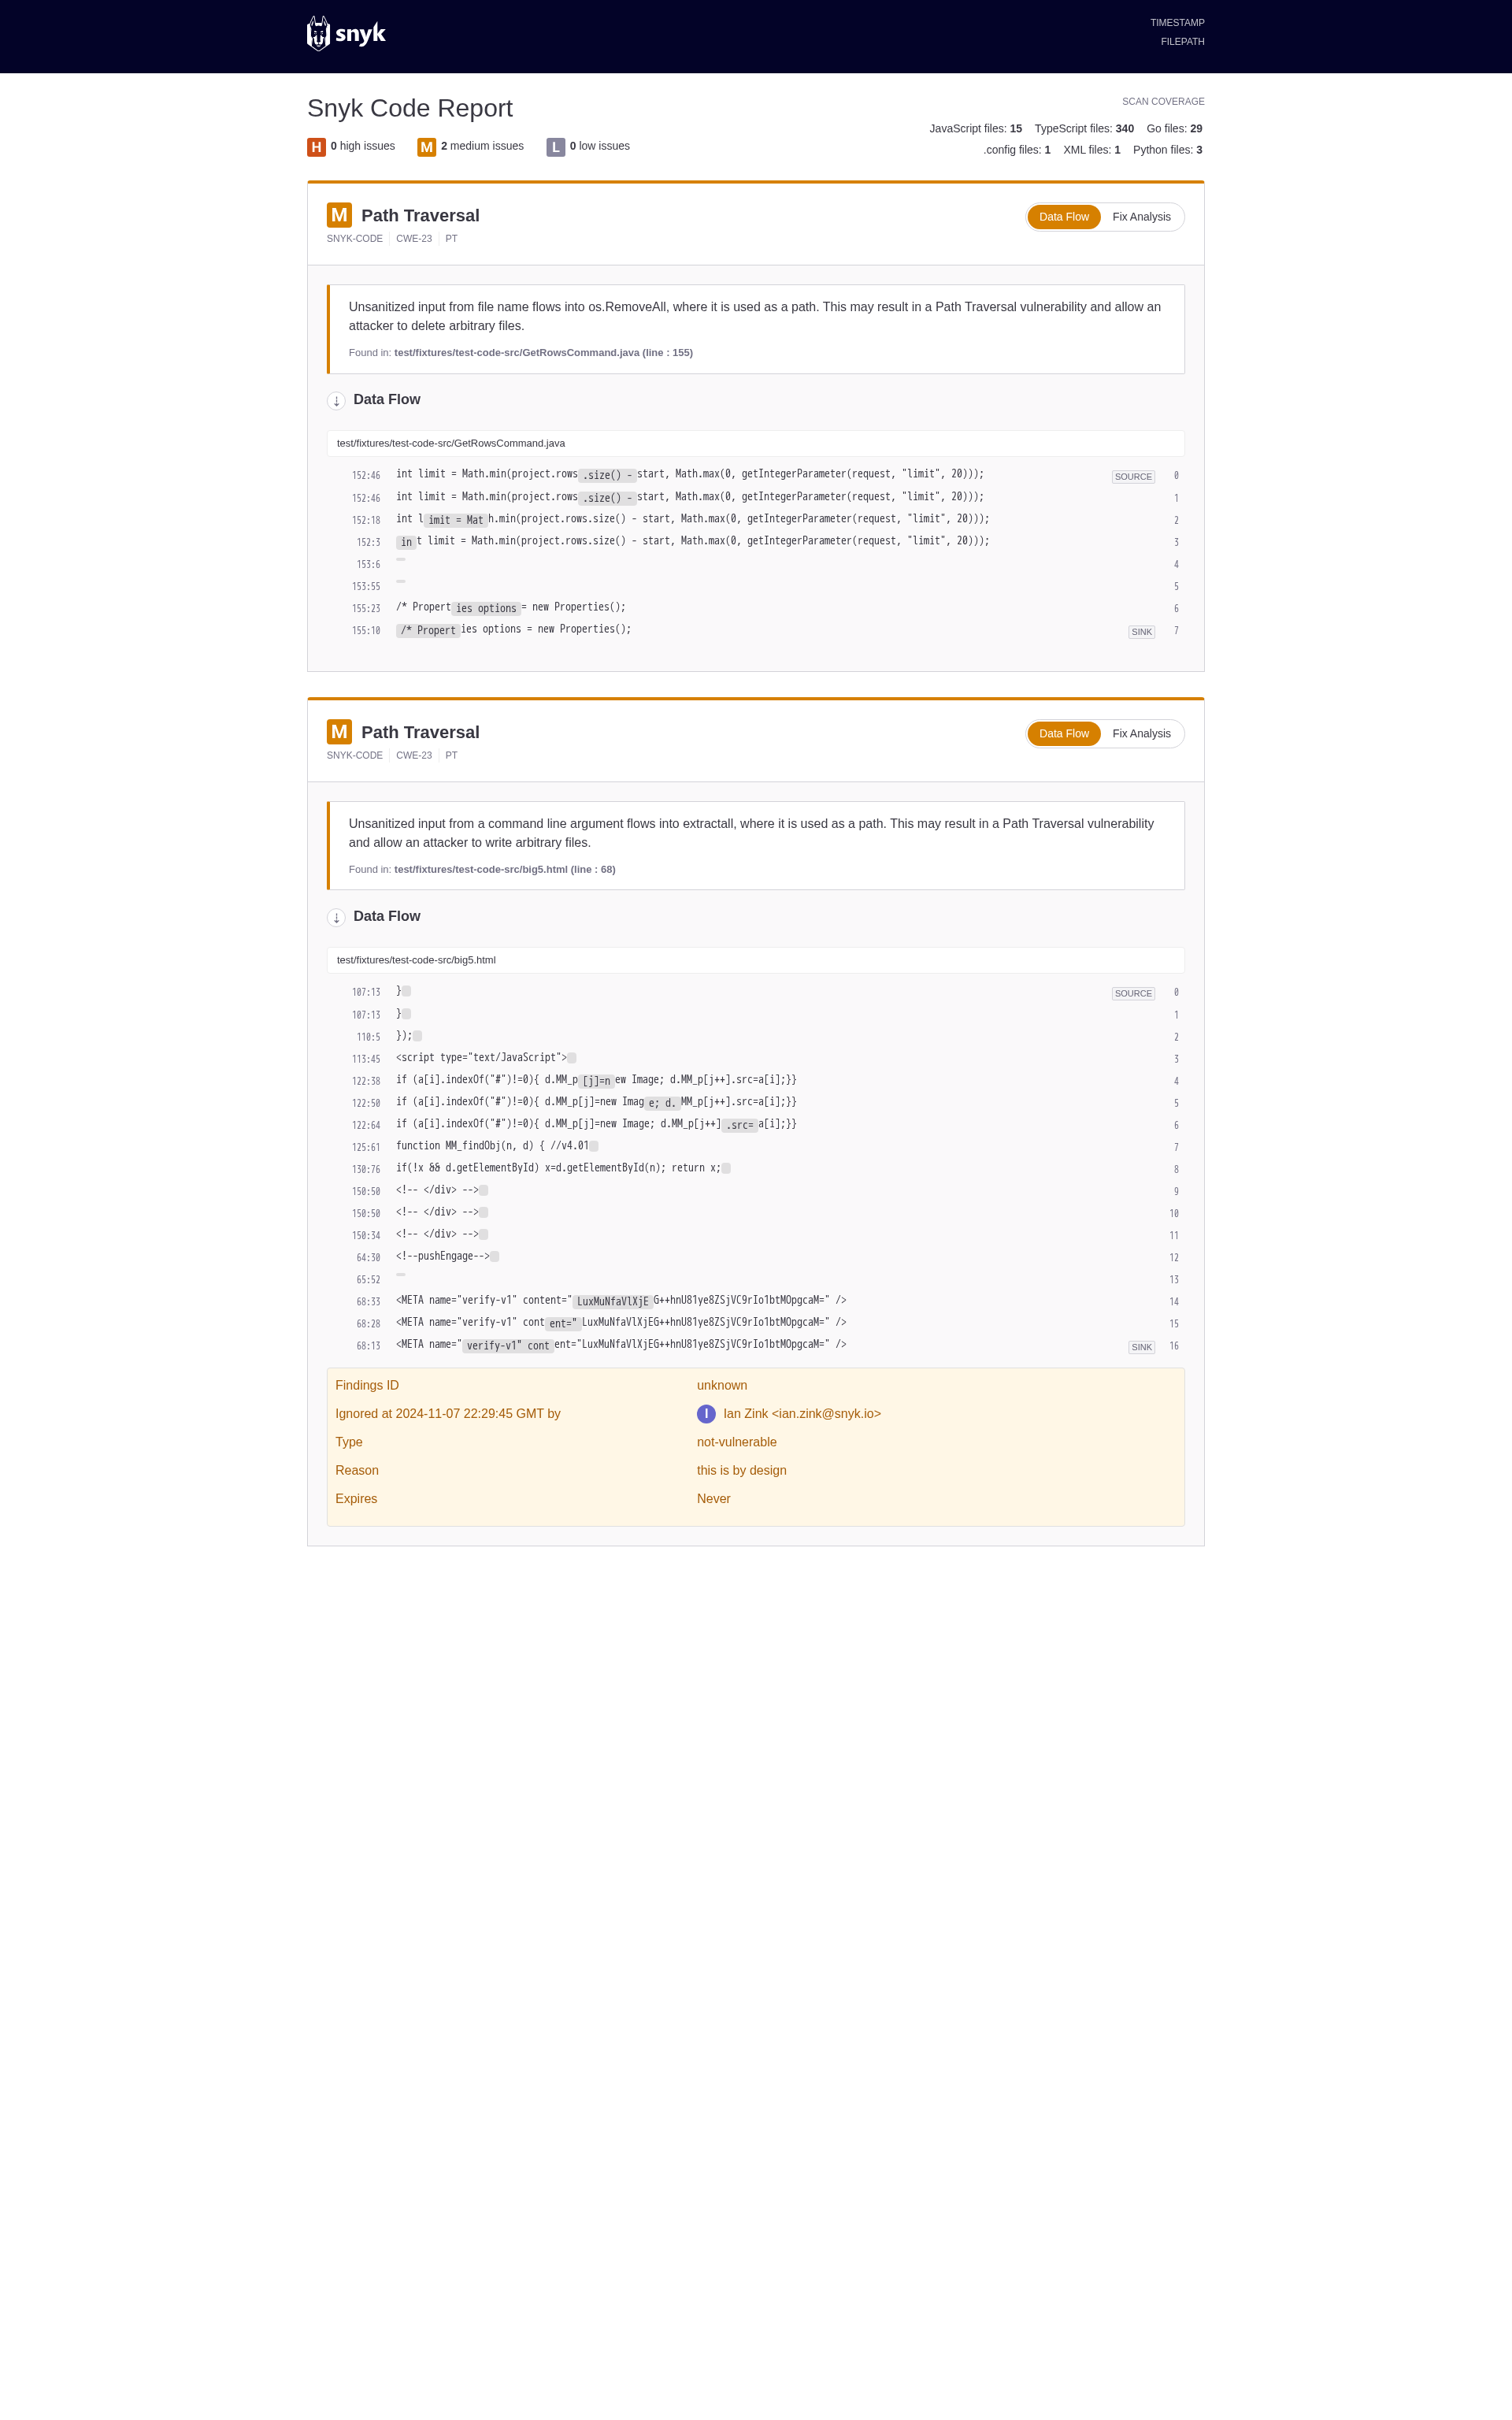 snyk
TIMESTAMP
FILEPATH
Snyk Code Report
SCAN COVERAGE
H 0 high issues M 2 medium issues L 0 low issues
JavaScript files: 15 TypeScript files: 340 Go files: 29
.config files: 1 XML files: 1 Python files: 3
M Path Traversal
Data Flow Fix Analysis
SNYK-CODE CWE-23 PT
Unsanitized input from file name flows into os.RemoveAll, where it is used as a path. This may result in a Path Traversal vulnerability and allow an
attacker to delete arbitrary files.
Found in: test/fixtures/test-code-src/GetRowsCommand.java (line : 155)
Data Flow
test/fixtures/test-code-src/GetRowsCommand.java
152:46 int limit = Math.min(project.rows.size() - start, Math.max(0, getIntegerParameter(request, "limit", 20))); SOURCE 0
152:46 int limit = Math.min(project.rows.size() - start, Math.max(0, getIntegerParameter(request, "limit", 20))); 1
152:18 int limit = Math.min(project.rows.size() - start, Math.max(0, getIntegerParameter(request, "limit", 20))); 2
152:3 int limit = Math.min(project.rows.size() - start, Math.max(0, getIntegerParameter(request, "limit", 20))); 3
153:6 4
153:55 5
155:23 /* Properties options = new Properties(); 6
155:10 /* Properties options = new Properties(); SINK 7
M Path Traversal
Data Flow Fix Analysis
SNYK-CODE CWE-23 PT
Unsanitized input from a command line argument flows into extractall, where it is used as a path. This may result in a Path Traversal vulnerability
and allow an attacker to write arbitrary files.
Found in: test/fixtures/test-code-src/big5.html (line : 68)
Data Flow
test/fixtures/test-code-src/big5.html
107:13 } SOURCE 0
107:13 } 1
110:5 }); 2
113:45 <script type="text/JavaScript"> 3
122:38 if (a[i].indexOf("#")!=0){ d.MM_p[j]=new Image; d.MM_p[j++].src=a[i];}} 4
122:50 if (a[i].indexOf("#")!=0){ d.MM_p[j]=new Image; d.MM_p[j++].src=a[i];}} 5
122:64 if (a[i].indexOf("#")!=0){ d.MM_p[j]=new Image; d.MM_p[j++].src=a[i];}} 6
125:61 function MM_findObj(n, d) { //v4.01 7
130:76 if(!x && d.getElementById) x=d.getElementById(n); return x; 8
150:50 <!-- </div> --> 9
150:50 <!-- </div> --> 10
150:34 <!-- </div> --> 11
64:30 <!--pushEngage--> 12
65:52 13
68:33 <META name="verify-v1" content="LuxMuNfaVlXjEG++hnU81ye8ZSjVC9rIo1btMOpgcaM=" /> 14
68:28 <META name="verify-v1" content="LuxMuNfaVlXjEG++hnU81ye8ZSjVC9rIo1btMOpgcaM=" /> 15
68:13 <META name="verify-v1" content="LuxMuNfaVlXjEG++hnU81ye8ZSjVC9rIo1btMOpgcaM=" /> SINK 16
Findings ID unknown
Ignored at 2024-11-07 22:29:45 GMT by I Ian Zink <ian.zink@snyk.io>
Type not-vulnerable
Reason this is by design
Expires Never